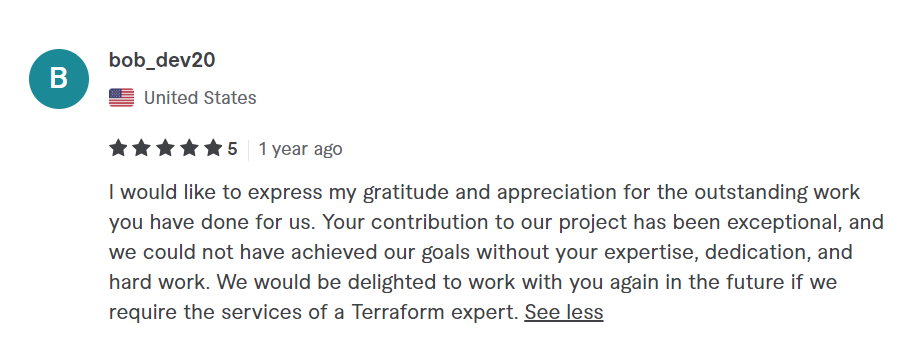 B
bob_dev20
United States
5 | 1 year ago
I would like to express my gratitude and appreciation for the outstanding work
you have done for us. Your contribution to our project has been exceptional, and
we could not have achieved our goals without your expertise, dedication, and
hard work. We would be delighted to work with you again in the future if we
require the services of a Terraform expert. See less